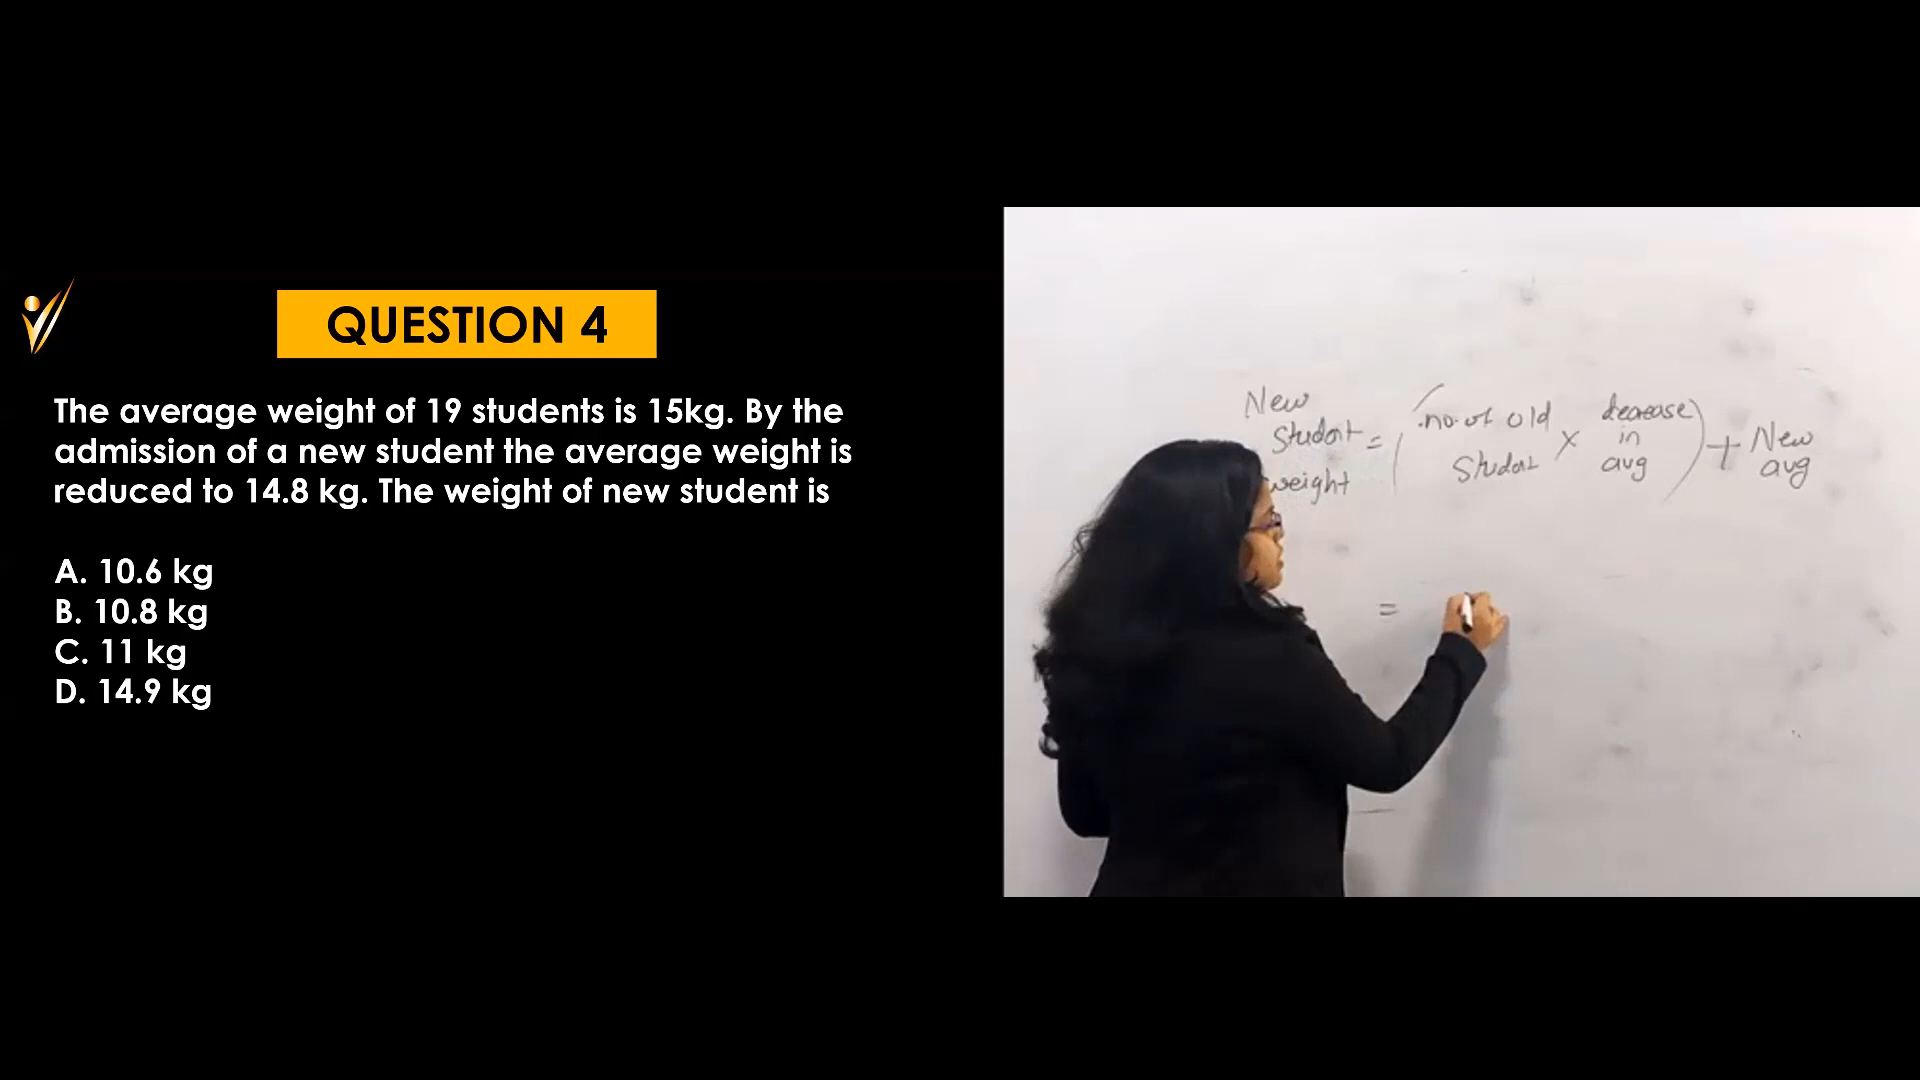 QUESTION 4
The average weight of 19 students is 15kg. By the
admission of a new student the average weight is
reduced to 14.8 kg. The weight of new student is
A. 10.6 kg
B. 10.8 kg
C. 11 kg
D. 14.9 kg
New
Student
weight
=
(no. of old
Student
×
decrease
in
avg)
+
New
avg
=